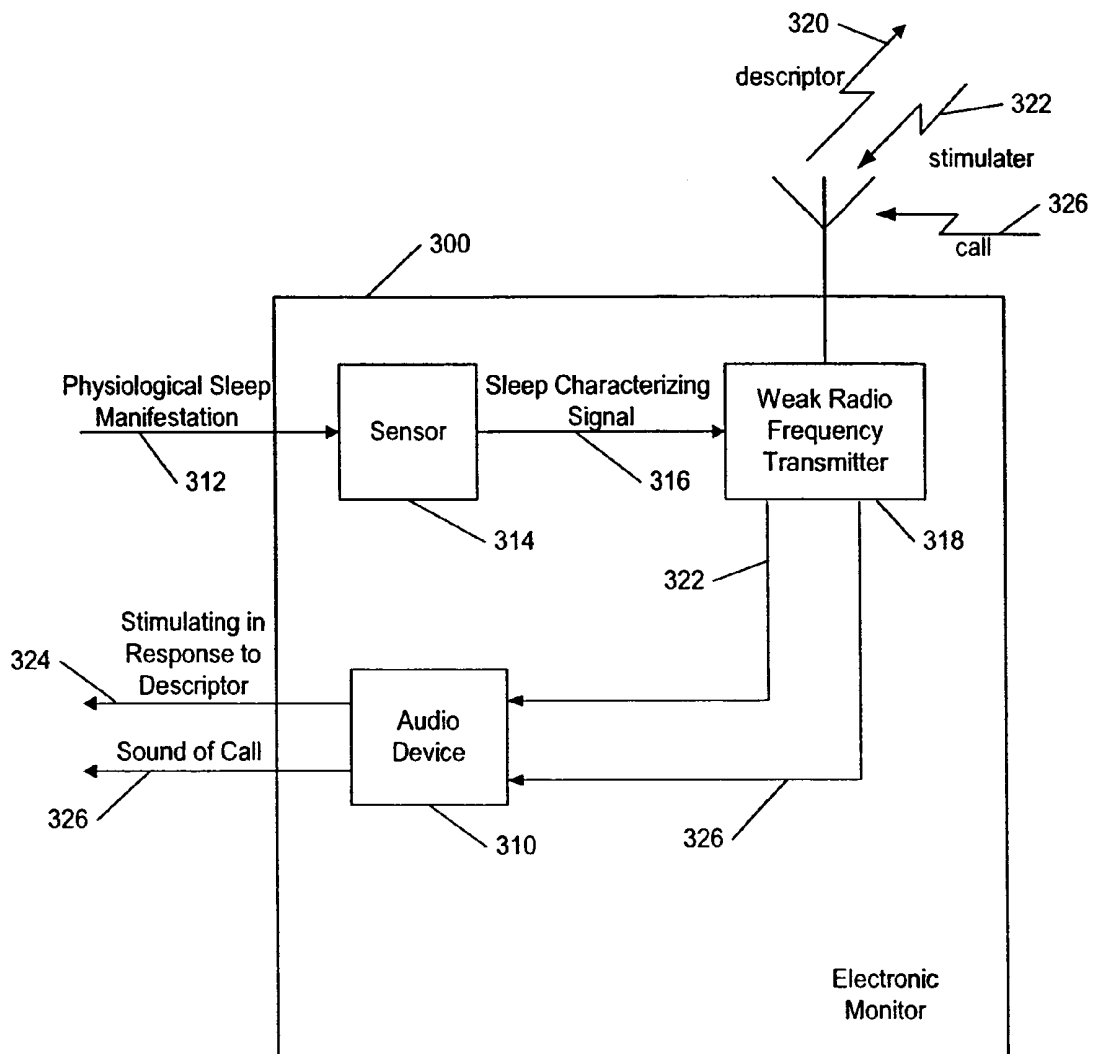 320
descriptor
322
stimulater
326
call
300
Physiological Sleep
Manifestation
312
Sensor
314
Sleep Characterizing
Signal
316
Weak Radio
Frequency
Transmitter
318
322
Stimulating in
Response to
Descriptor
324
Audio
Device
310
Sound of Call
326
326
Electronic
Monitor